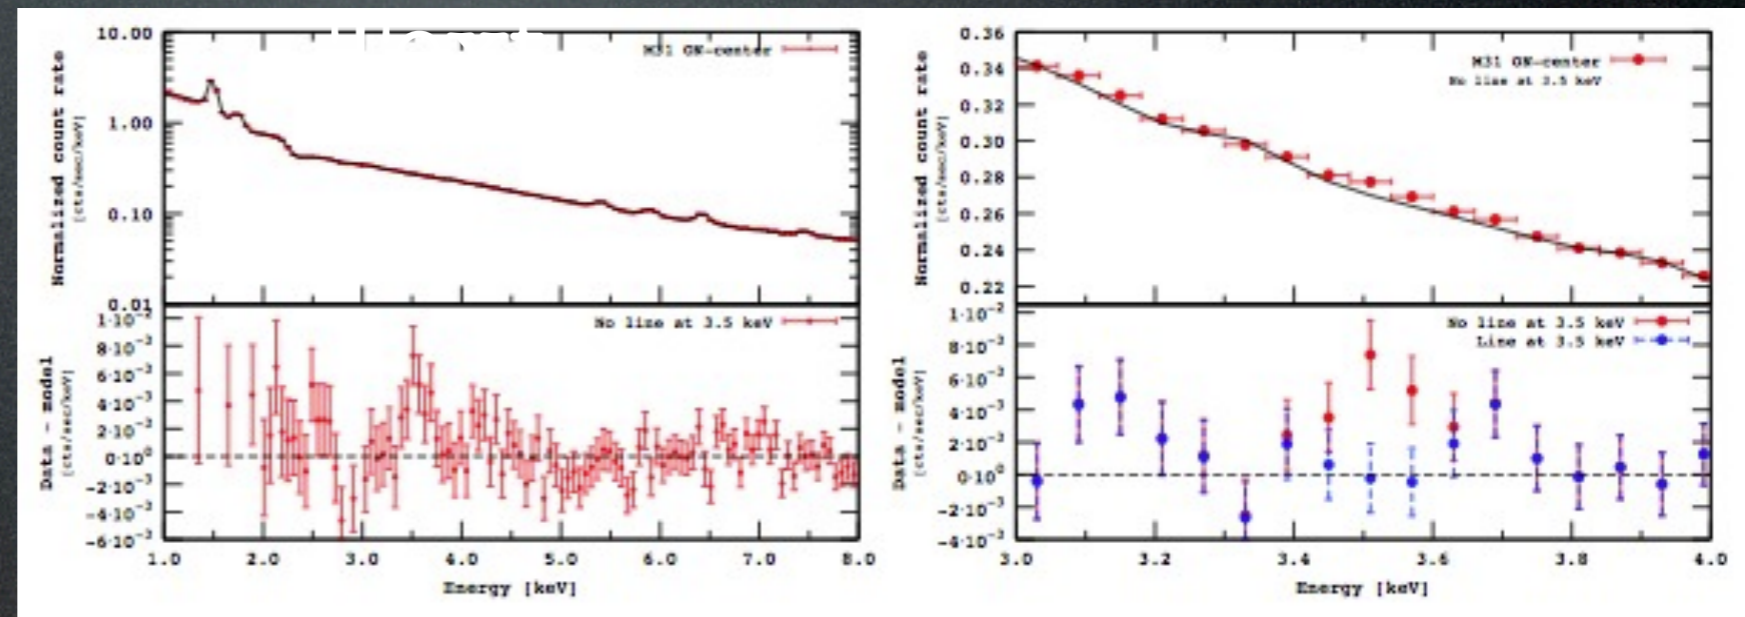 10.00
1.00
0.10
0.01
Normalized count rate
[cts/sec/keV]
M31 ON-center
1·10⁻²
8·10⁻³
6·10⁻³
4·10⁻³
2·10⁻³
0·10⁰
-2·10⁻³
-4·10⁻³
-6·10⁻³
Data - model
[cts/sec/keV]
No line at 3.5 keV
1.0 2.0 3.0 4.0 5.0 6.0 7.0 8.0
Energy [keV]
0.36
0.34
0.32
0.30
0.28
0.26
0.24
0.22
Normalized count rate
[cts/sec/keV]
M31 ON-center
No line at 3.5 keV
1·10⁻²
8·10⁻³
6·10⁻³
4·10⁻³
2·10⁻³
0·10⁰
-2·10⁻³
-4·10⁻³
Data - model
[cts/sec/keV]
No line at 3.5 keV
Line at 3.5 keV
3.0 3.2 3.4 3.6 3.8 4.0
Energy [keV]